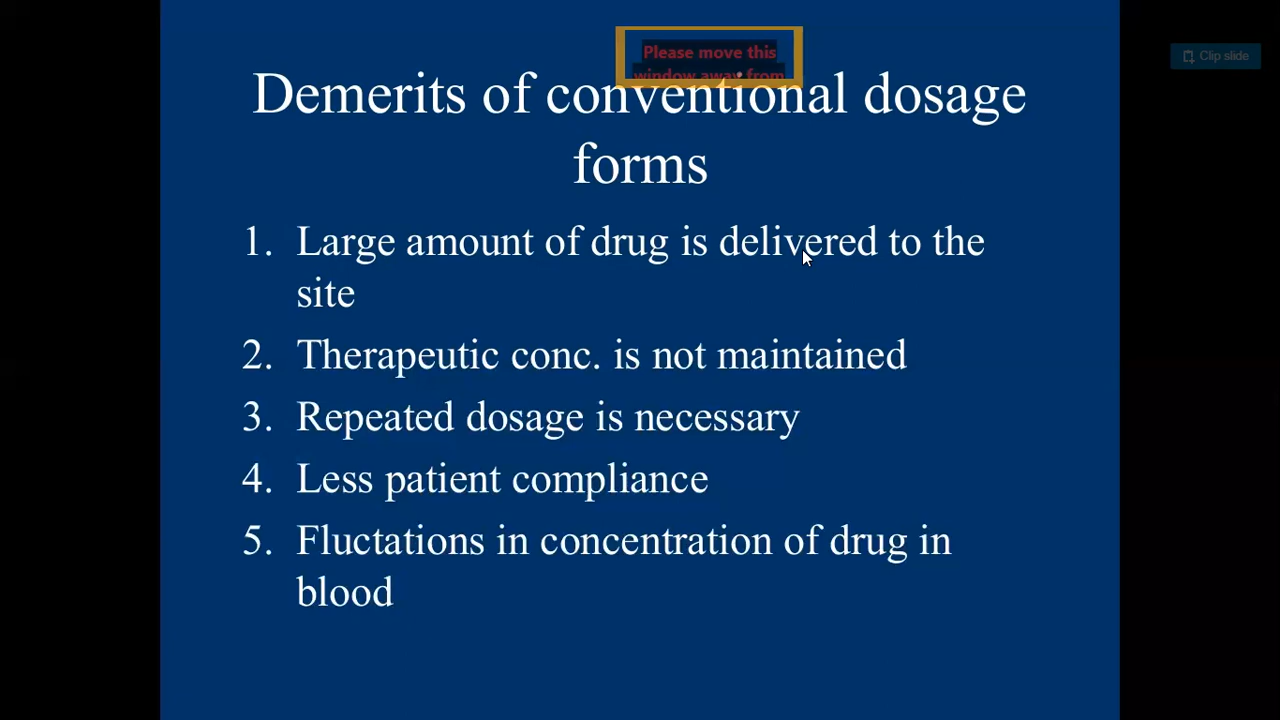 Please move this
window away from
Clip slide
Demerits of conventional dosage
forms
1. Large amount of drug is delivered to the
site
2. Therapeutic conc. is not maintained
3. Repeated dosage is necessary
4. Less patient compliance
5. Fluctations in concentration of drug in
blood